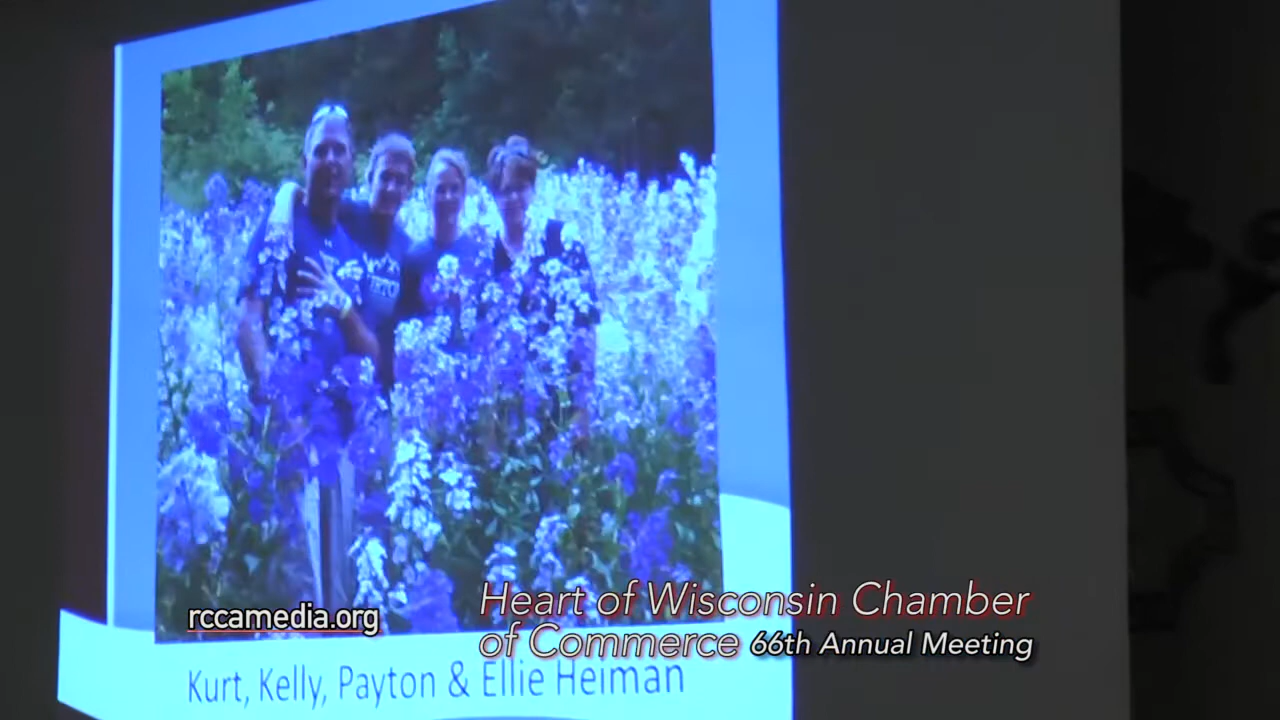 rccamedia.org
Heart of Wisconsin Chamber
of Commerce 66th Annual Meeting
Kurt, Kelly, Payton & Ellie Heiman